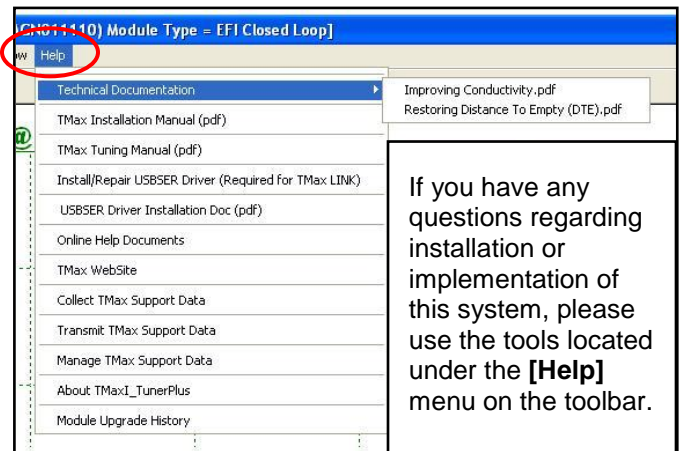 (ACN011110) Module Type = EFI Closed Loop]
Help
Technical Documentation
Improving Conductivity.pdf
Restoring Distance To Empty (DTE).pdf
TMax Installation Manual (pdf)
TMax Tuning Manual (pdf)
Install/Repair USBSER Driver (Required for TMax LINK)
USBSER Driver Installation Doc (pdf)
Online Help Documents
TMax WebSite
Collect TMax Support Data
Transmit TMax Support Data
Manage TMax Support Data
About TMaxI_TunerPlus
Module Upgrade History
If you have any
questions regarding
installation or
implementation of
this system, please
use the tools located
under the [Help]
menu on the toolbar.